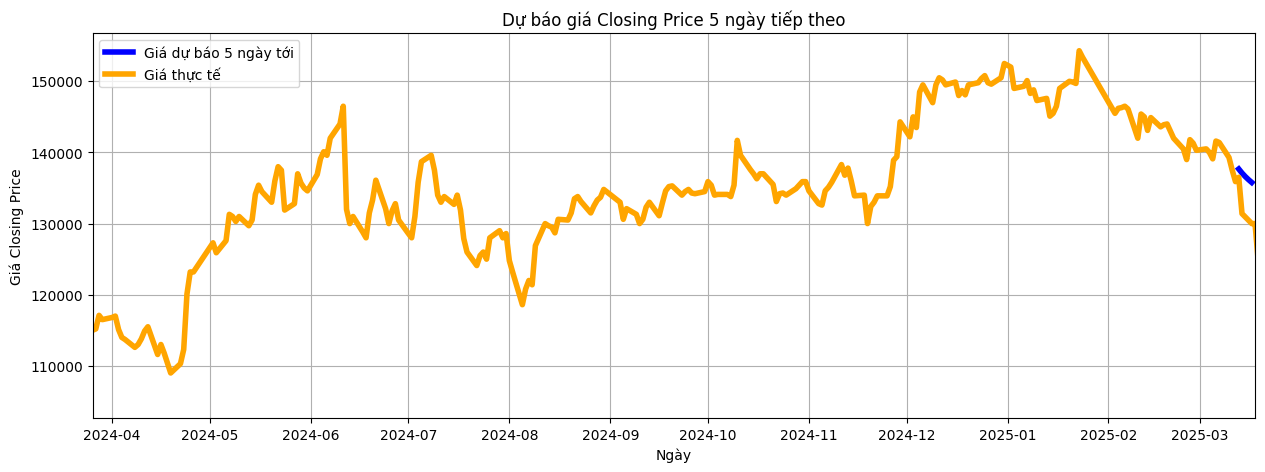 Dự báo giá Closing Price 5 ngày tiếp theo
Giá dự báo 5 ngày tới
Giá thực tế
Giá Closing Price
150000
140000
130000
120000
110000
2024-04 2024-05 2024-06 2024-07 2024-08 2024-09 2024-10 2024-11 2024-12 2025-01 2025-02 2025-03
Ngày